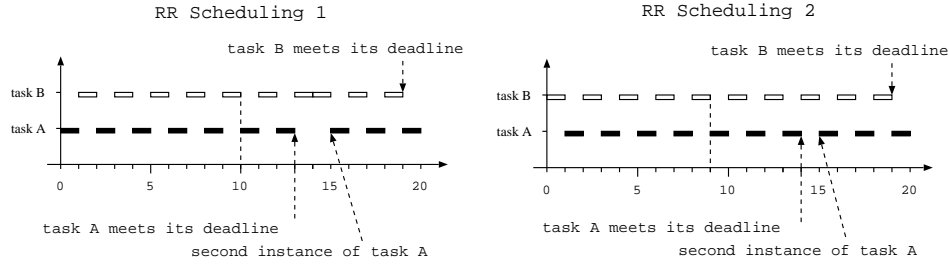 RR Scheduling 1
task B meets its deadline
task B
task A
0 5 10 15 20
task A meets its deadline
second instance of task A
RR Scheduling 2
task B meets its deadline
task B
task A
0 5 10 15 20
task A meets its deadline
second instance of task A